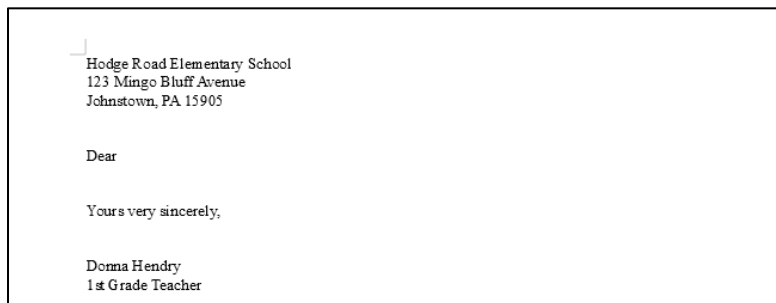 Hodge Road Elementary School
123 Mingo Bluff Avenue
Johnstown, PA 15905
Dear
Yours very sincerely,
Donna Hendry
1st Grade Teacher